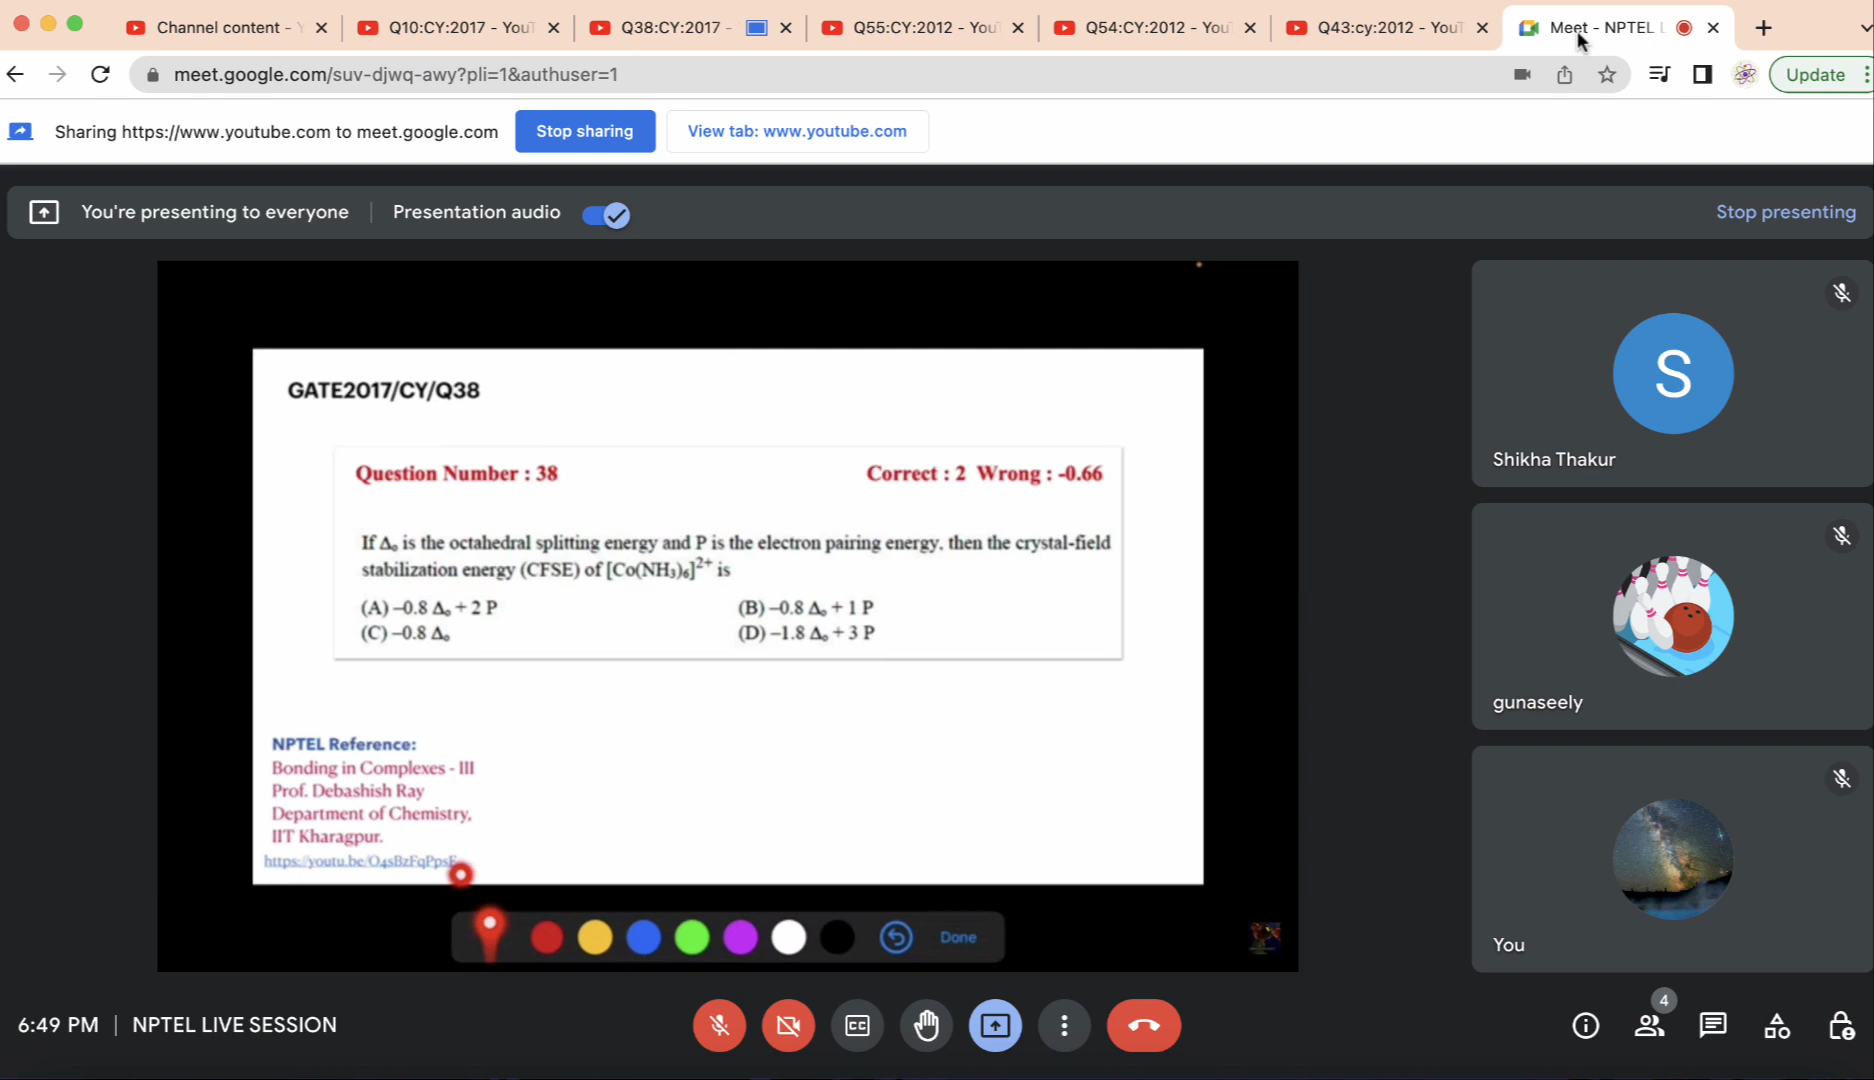 Channel content - Y
Q10:CY:2017 - YouT
Q38:CY:2017 -
Q55:CY:2012 - YouT
Q54:CY:2012 - YouT
Q43:cy:2012 - YouT
Meet - NPTEL L
meet.google.com/suv-djwq-awy?pli=1&authuser=1
Update
Sharing https://www.youtube.com to meet.google.com
Stop sharing
View tab: www.youtube.com
You're presenting to everyone
Presentation audio
Stop presenting
GATE2017/CY/Q38
Question Number : 38 Correct : 2 Wrong : -0.66
If Δₒ is the octahedral splitting energy and P is the electron pairing energy, then the crystal-field
stabilization energy (CFSE) of [Co(NH₃)₆]²⁺ is
(A) –0.8 Δₒ + 2 P (B) –0.8 Δₒ + 1 P
(C) –0.8 Δₒ (D) –1.8 Δₒ + 3 P
NPTEL Reference:
Bonding in Complexes - III
Prof. Debashish Ray
Department of Chemistry,
IIT Kharagpur.
https://youtu.be/O4sBzFqPpsE
Done
S
Shikha Thakur
gunaseely
You
6:49 PM | NPTEL LIVE SESSION
CC
4